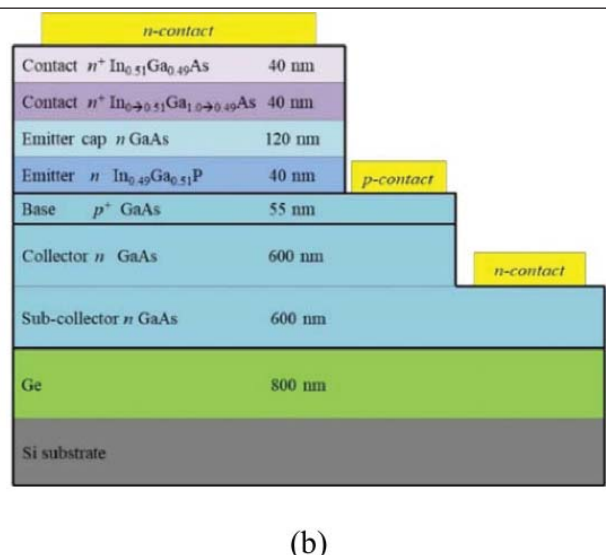 n-contact
Contact n⁺ In₀.₅₁Ga₀.₄₉As 40 nm
Contact n⁺ In₀→₀.₅₁Ga₁.₀→₀.₄₉As 40 nm
Emitter cap n GaAs 120 nm
Emitter n In₀.₄₉Ga₀.₅₁P 40 nm
p-contact
Base p⁺ GaAs 55 nm
Collector n GaAs 600 nm
n-contact
Sub-collector n GaAs 600 nm
Ge 800 nm
Si substrate
(b)